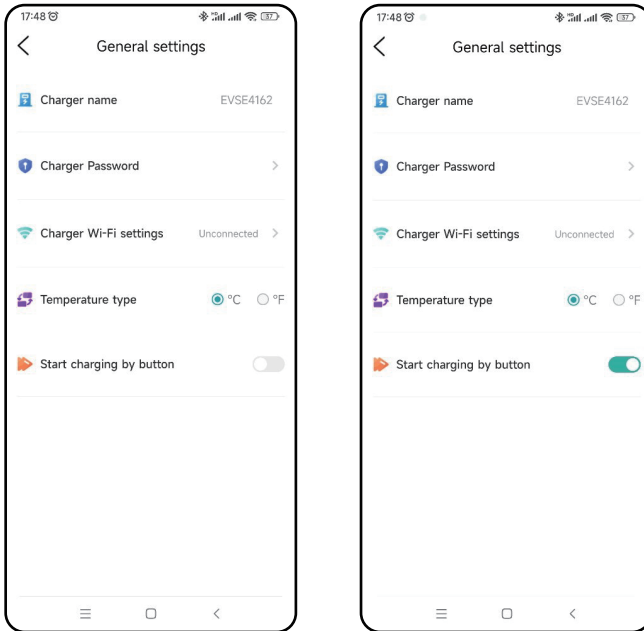 17:48
37
General settings
Charger name EVSE4162
Charger Password
Charger Wi-Fi settings Unconnected
Temperature type °C °F
Start charging by button
17:48
37
General settings
Charger name EVSE4162
Charger Password
Charger Wi-Fi settings Unconnected
Temperature type °C °F
Start charging by button